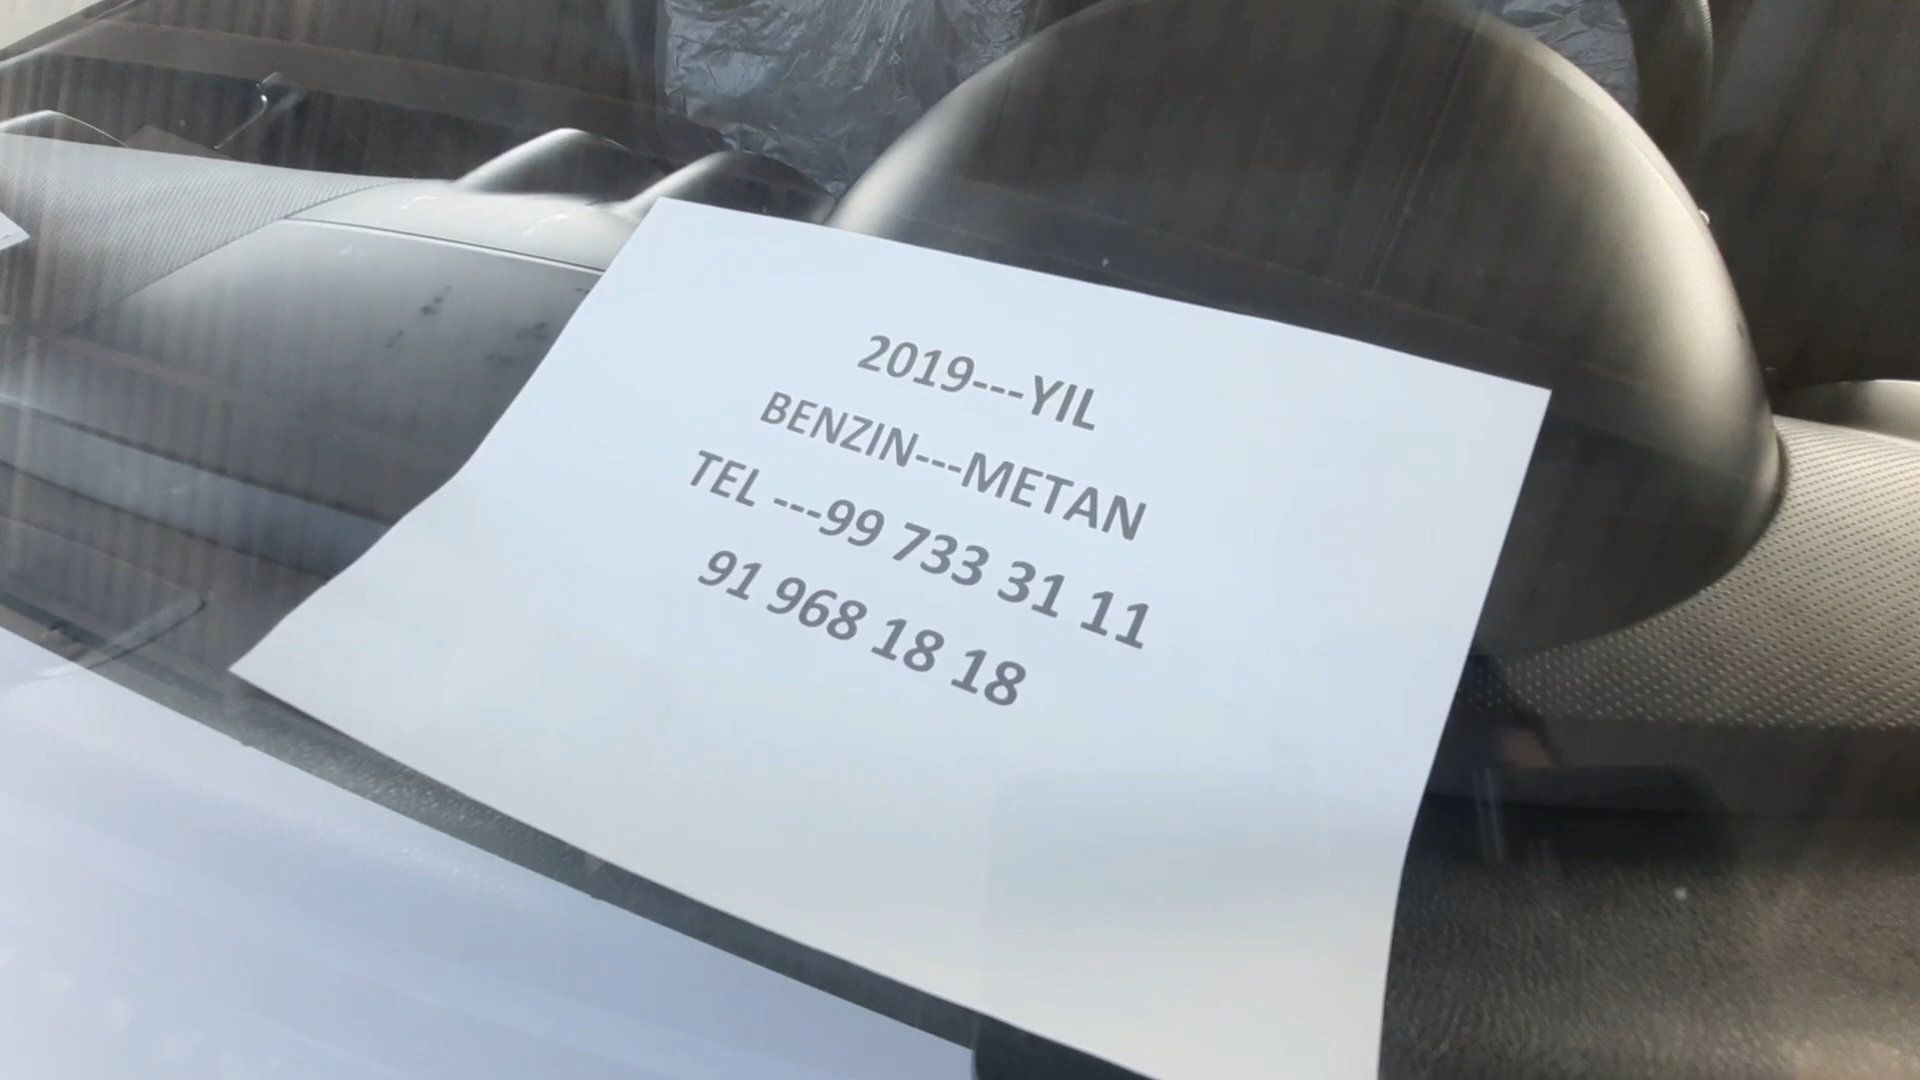 2019---YIL
BENZIN---METAN
TEL ---99 733 31 11
91 968 18 18